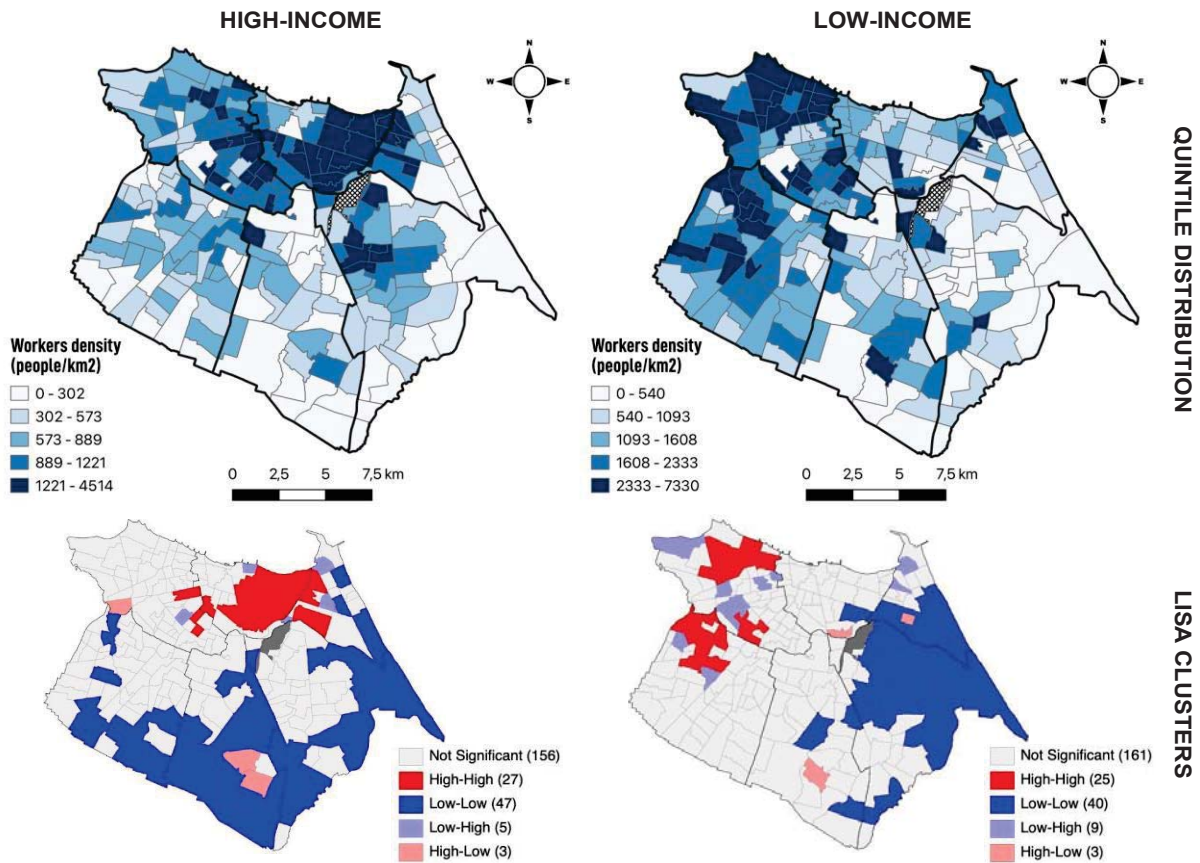 HIGH-INCOME
LOW-INCOME
N
W E
S
N
W E
S
QUINTILE DISTRIBUTION
Workers density
(people/km2)
0 - 302
302 - 573
573 - 889
889 - 1221
1221 - 4514
0 2,5 5 7,5 km
Workers density
(people/km2)
0 - 540
540 - 1093
1093 - 1608
1608 - 2333
2333 - 7330
0 2,5 5 7,5 km
LISA CLUSTERS
Not Significant (156)
High-High (27)
Low-Low (47)
Low-High (5)
High-Low (3)
Not Significant (161)
High-High (25)
Low-Low (40)
Low-High (9)
High-Low (3)